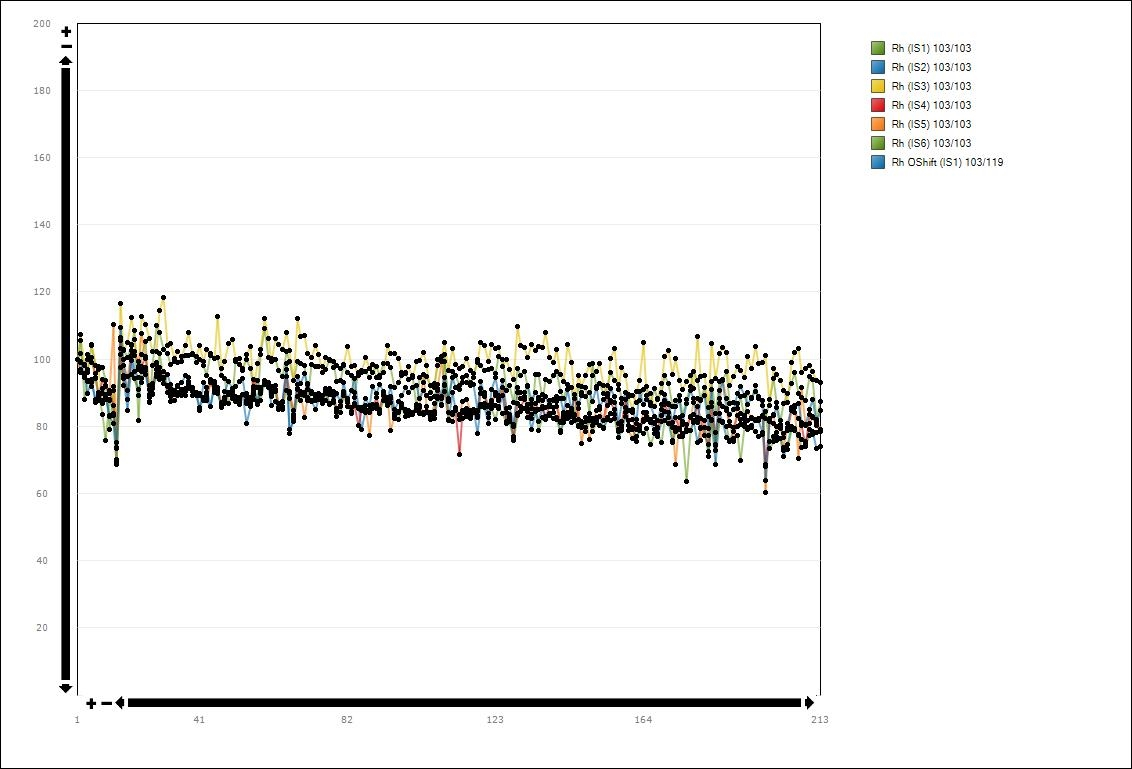 200
180
160
140
120
100
80
60
40
20
1 41 82 123 164 213
Rh (IS1) 103/103
Rh (IS2) 103/103
Rh (IS3) 103/103
Rh (IS4) 103/103
Rh (IS5) 103/103
Rh (IS6) 103/103
Rh OShift (IS1) 103/119